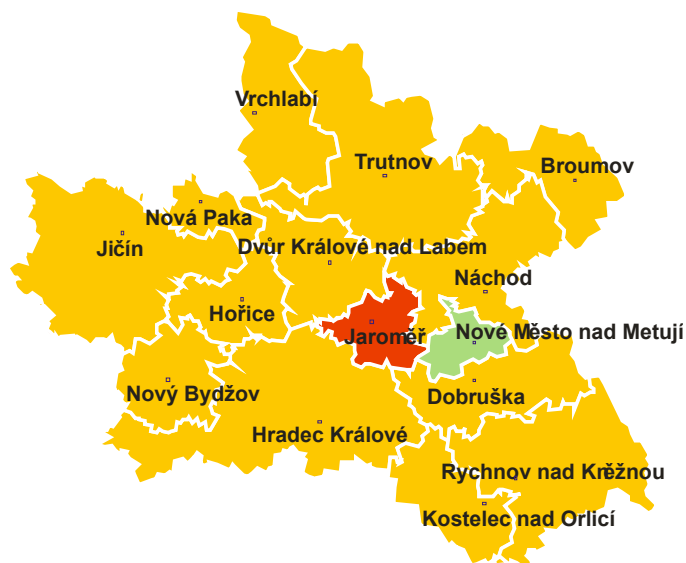 Vrchlabí
Trutnov
Broumov
Nová Paka
Jičín
Dvůr Králové nad Labem
Náchod
Hořice
Jaroměř
Nové Město nad Metují
Nový Bydžov
Dobruška
Hradec Králové
Rychnov nad Kněžnou
Kostelec nad Orlicí